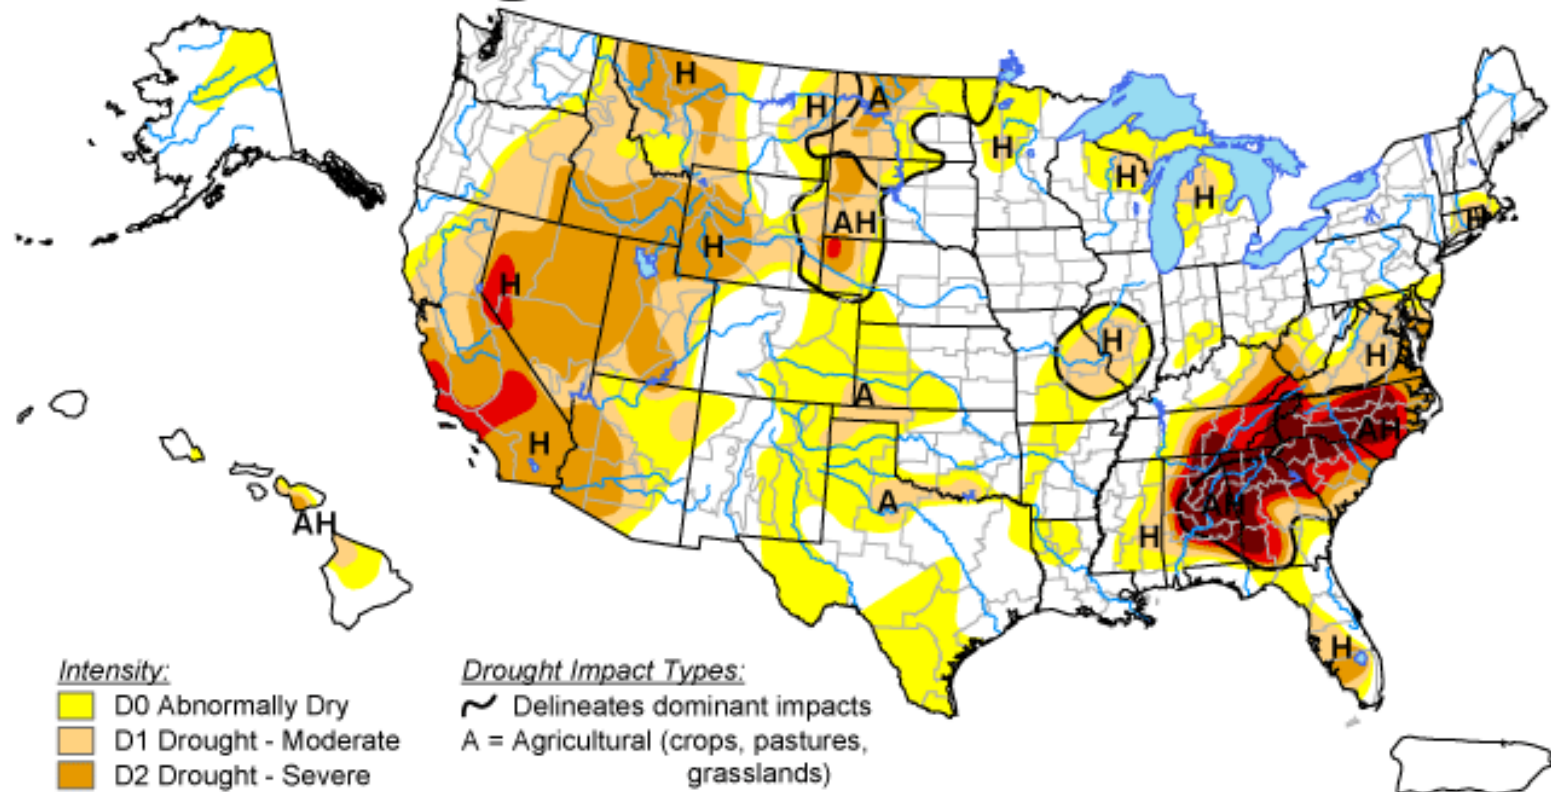 H
H
A
H
H
H
H
AH
H
H
H
H
A
H
AH
H
A
AH
H
AH
H
Intensity:
D0 Abnormally Dry
D1 Drought - Moderate
D2 Drought - Severe
Drought Impact Types:
Delineates dominant impacts
A = Agricultural (crops, pastures,
grasslands)